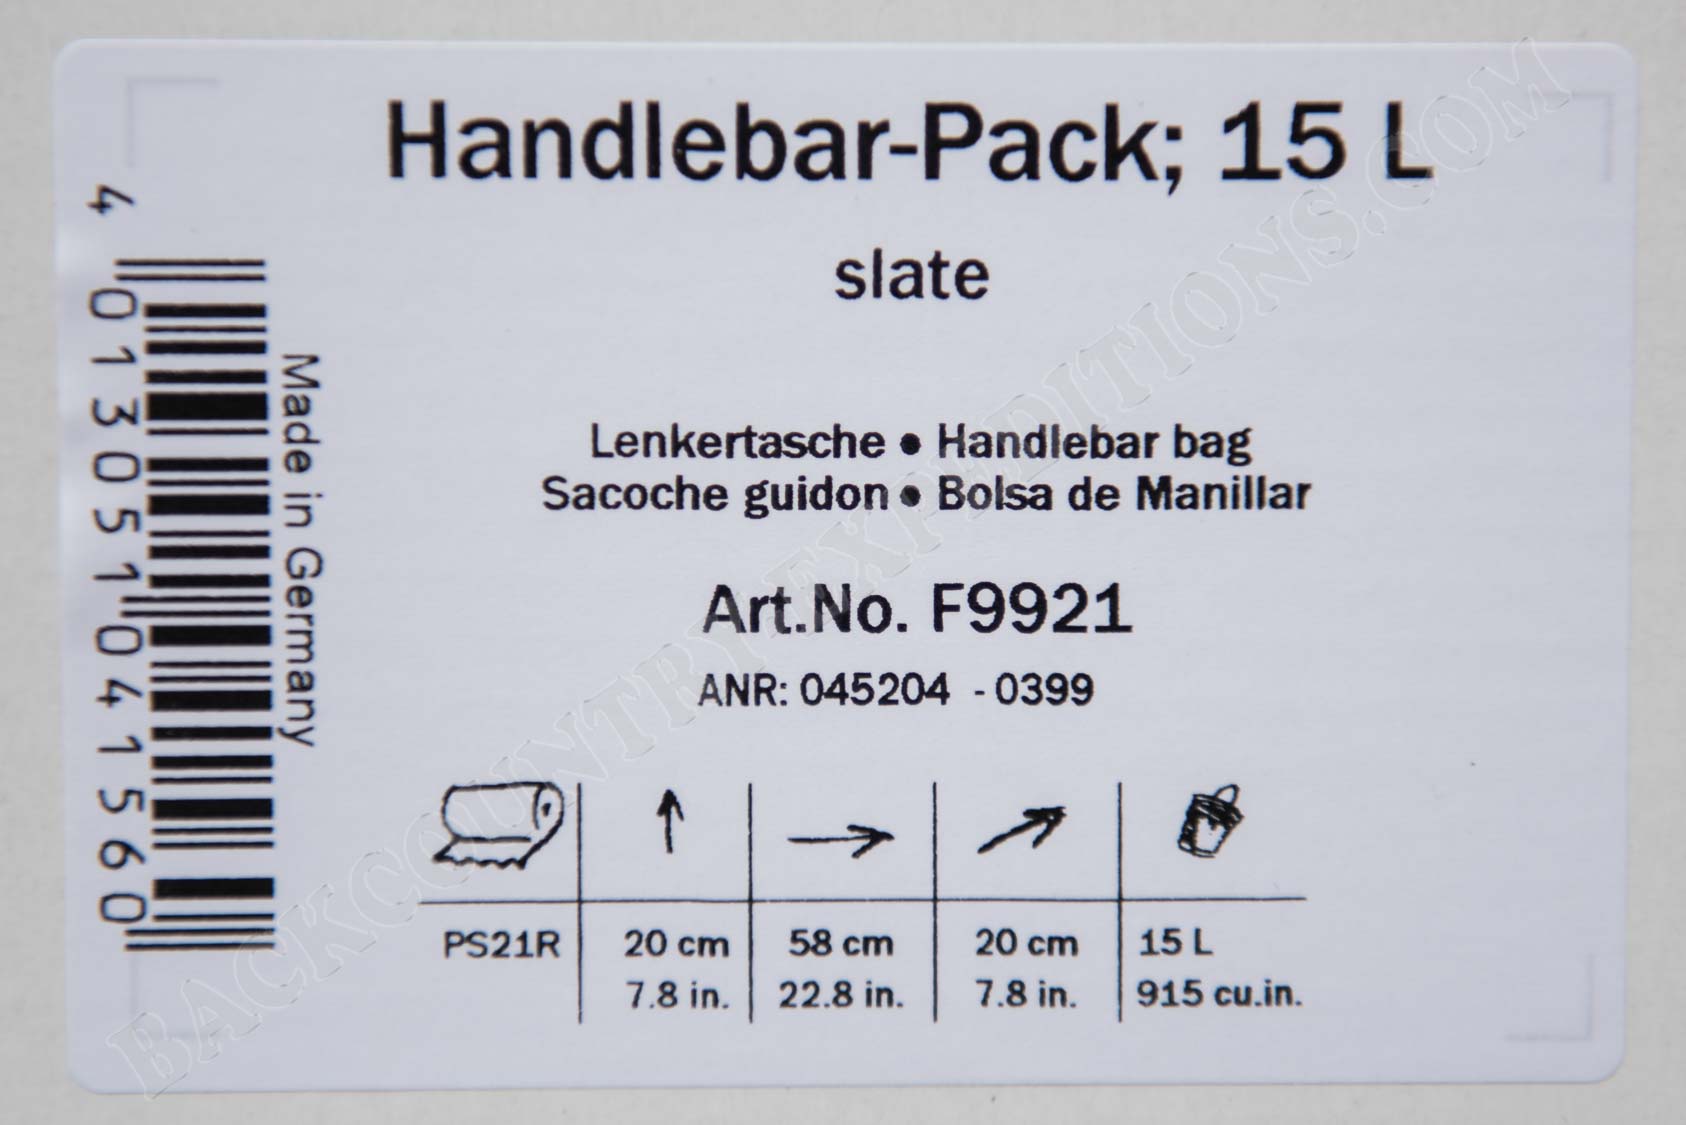 Handlebar-Pack; 15 L
slate
Lenkertasche • Handlebar bag
Sacoche guidon • Bolsa de Manillar
Art.No. F9921
ANR: 045204 - 0399
PS21R 20 cm 58 cm 20 cm 15 L
7.8 in. 22.8 in. 7.8 in. 915 cu.in.
4 013051 041560
Made in Germany
BACKCOUNTRY-EXPEDITIONS.COM